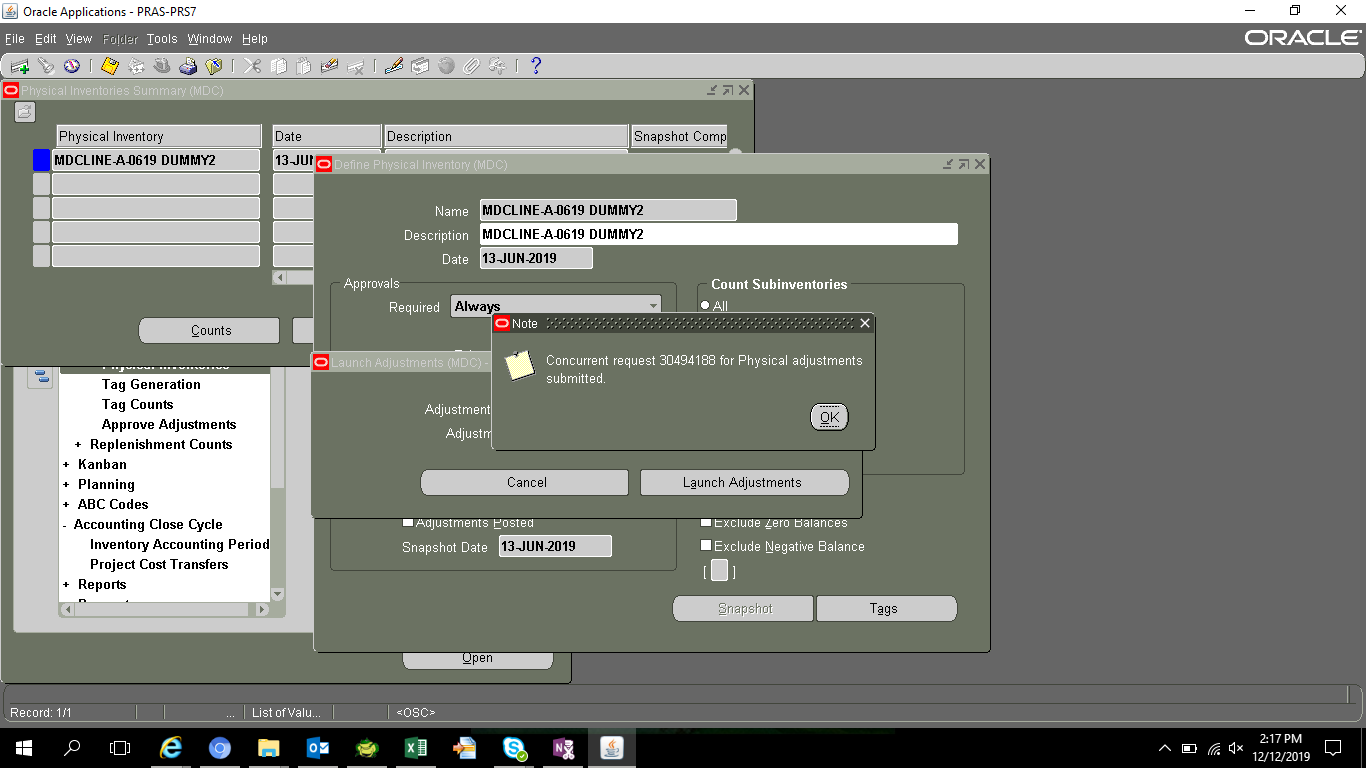 Oracle Applications - PRAS-PRS7
File Edit View Folder Tools Window Help
ORACLE
Physical Inventories Summary (MDC)
Physical Inventory Date Description Snapshot Comp
MDCLINE-A-0619 DUMMY2 13-JUN
Counts
Define Physical Inventory (MDC)
Name MDCLINE-A-0619 DUMMY2
Description MDCLINE-A-0619 DUMMY2
Date 13-JUN-2019
Approvals
Required Always
Count Subinventories
All
Note
Concurrent request 30494188 for Physical adjustments
submitted.
OK
Launch Adjustments (MDC) -
Adjustment
Adjustm
Cancel Launch Adjustments
Adjustments Posted
Snapshot Date 13-JUN-2019
Exclude Zero Balances
Exclude Negative Balance
[ ]
Snapshot Tags
Physical Inventories
Tag Generation
Tag Counts
Approve Adjustments
+ Replenishment Counts
+ Kanban
+ Planning
+ ABC Codes
- Accounting Close Cycle
Inventory Accounting Period
Project Cost Transfers
+ Reports
Open
Record: 1/1 ... List of Valu... <OSC>
2:17 PM
12/12/2019